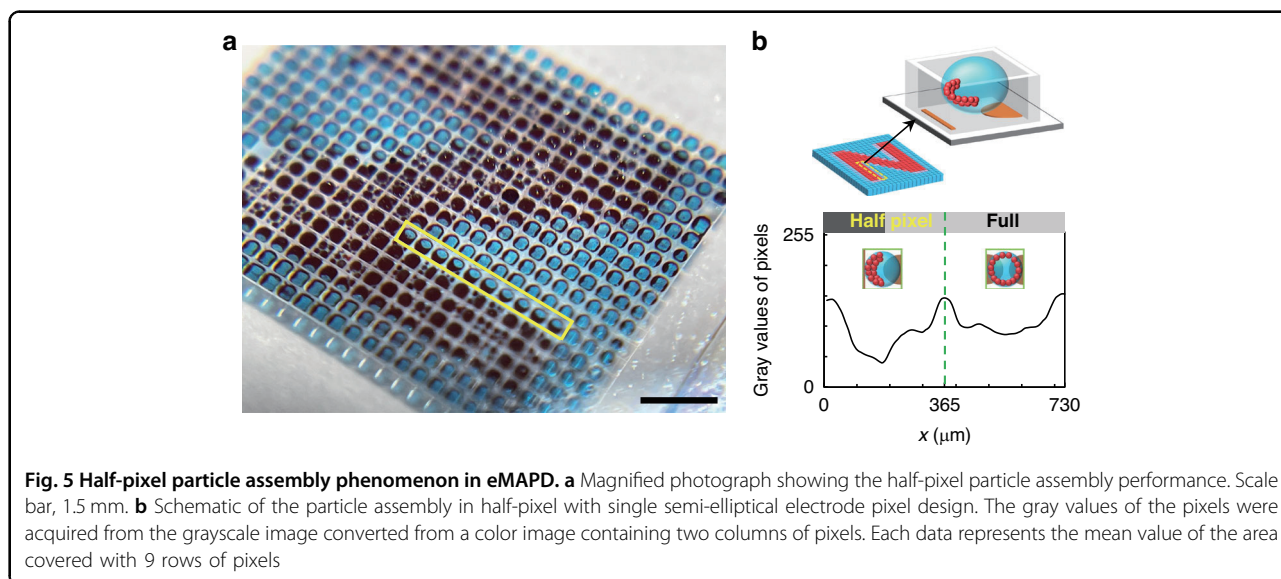 a
b
Half pixel
Full
255
0
Gray values of pixels
0
365
730
x (μm)
Fig. 5 Half-pixel particle assembly phenomenon in eMAPD. a Magnified photograph showing the half-pixel particle assembly performance. Scale
bar, 1.5 mm. b Schematic of the particle assembly in half-pixel with single semi-elliptical electrode pixel design. The gray values of the pixels were
acquired from the grayscale image converted from a color image containing two columns of pixels. Each data represents the mean value of the area
covered with 9 rows of pixels